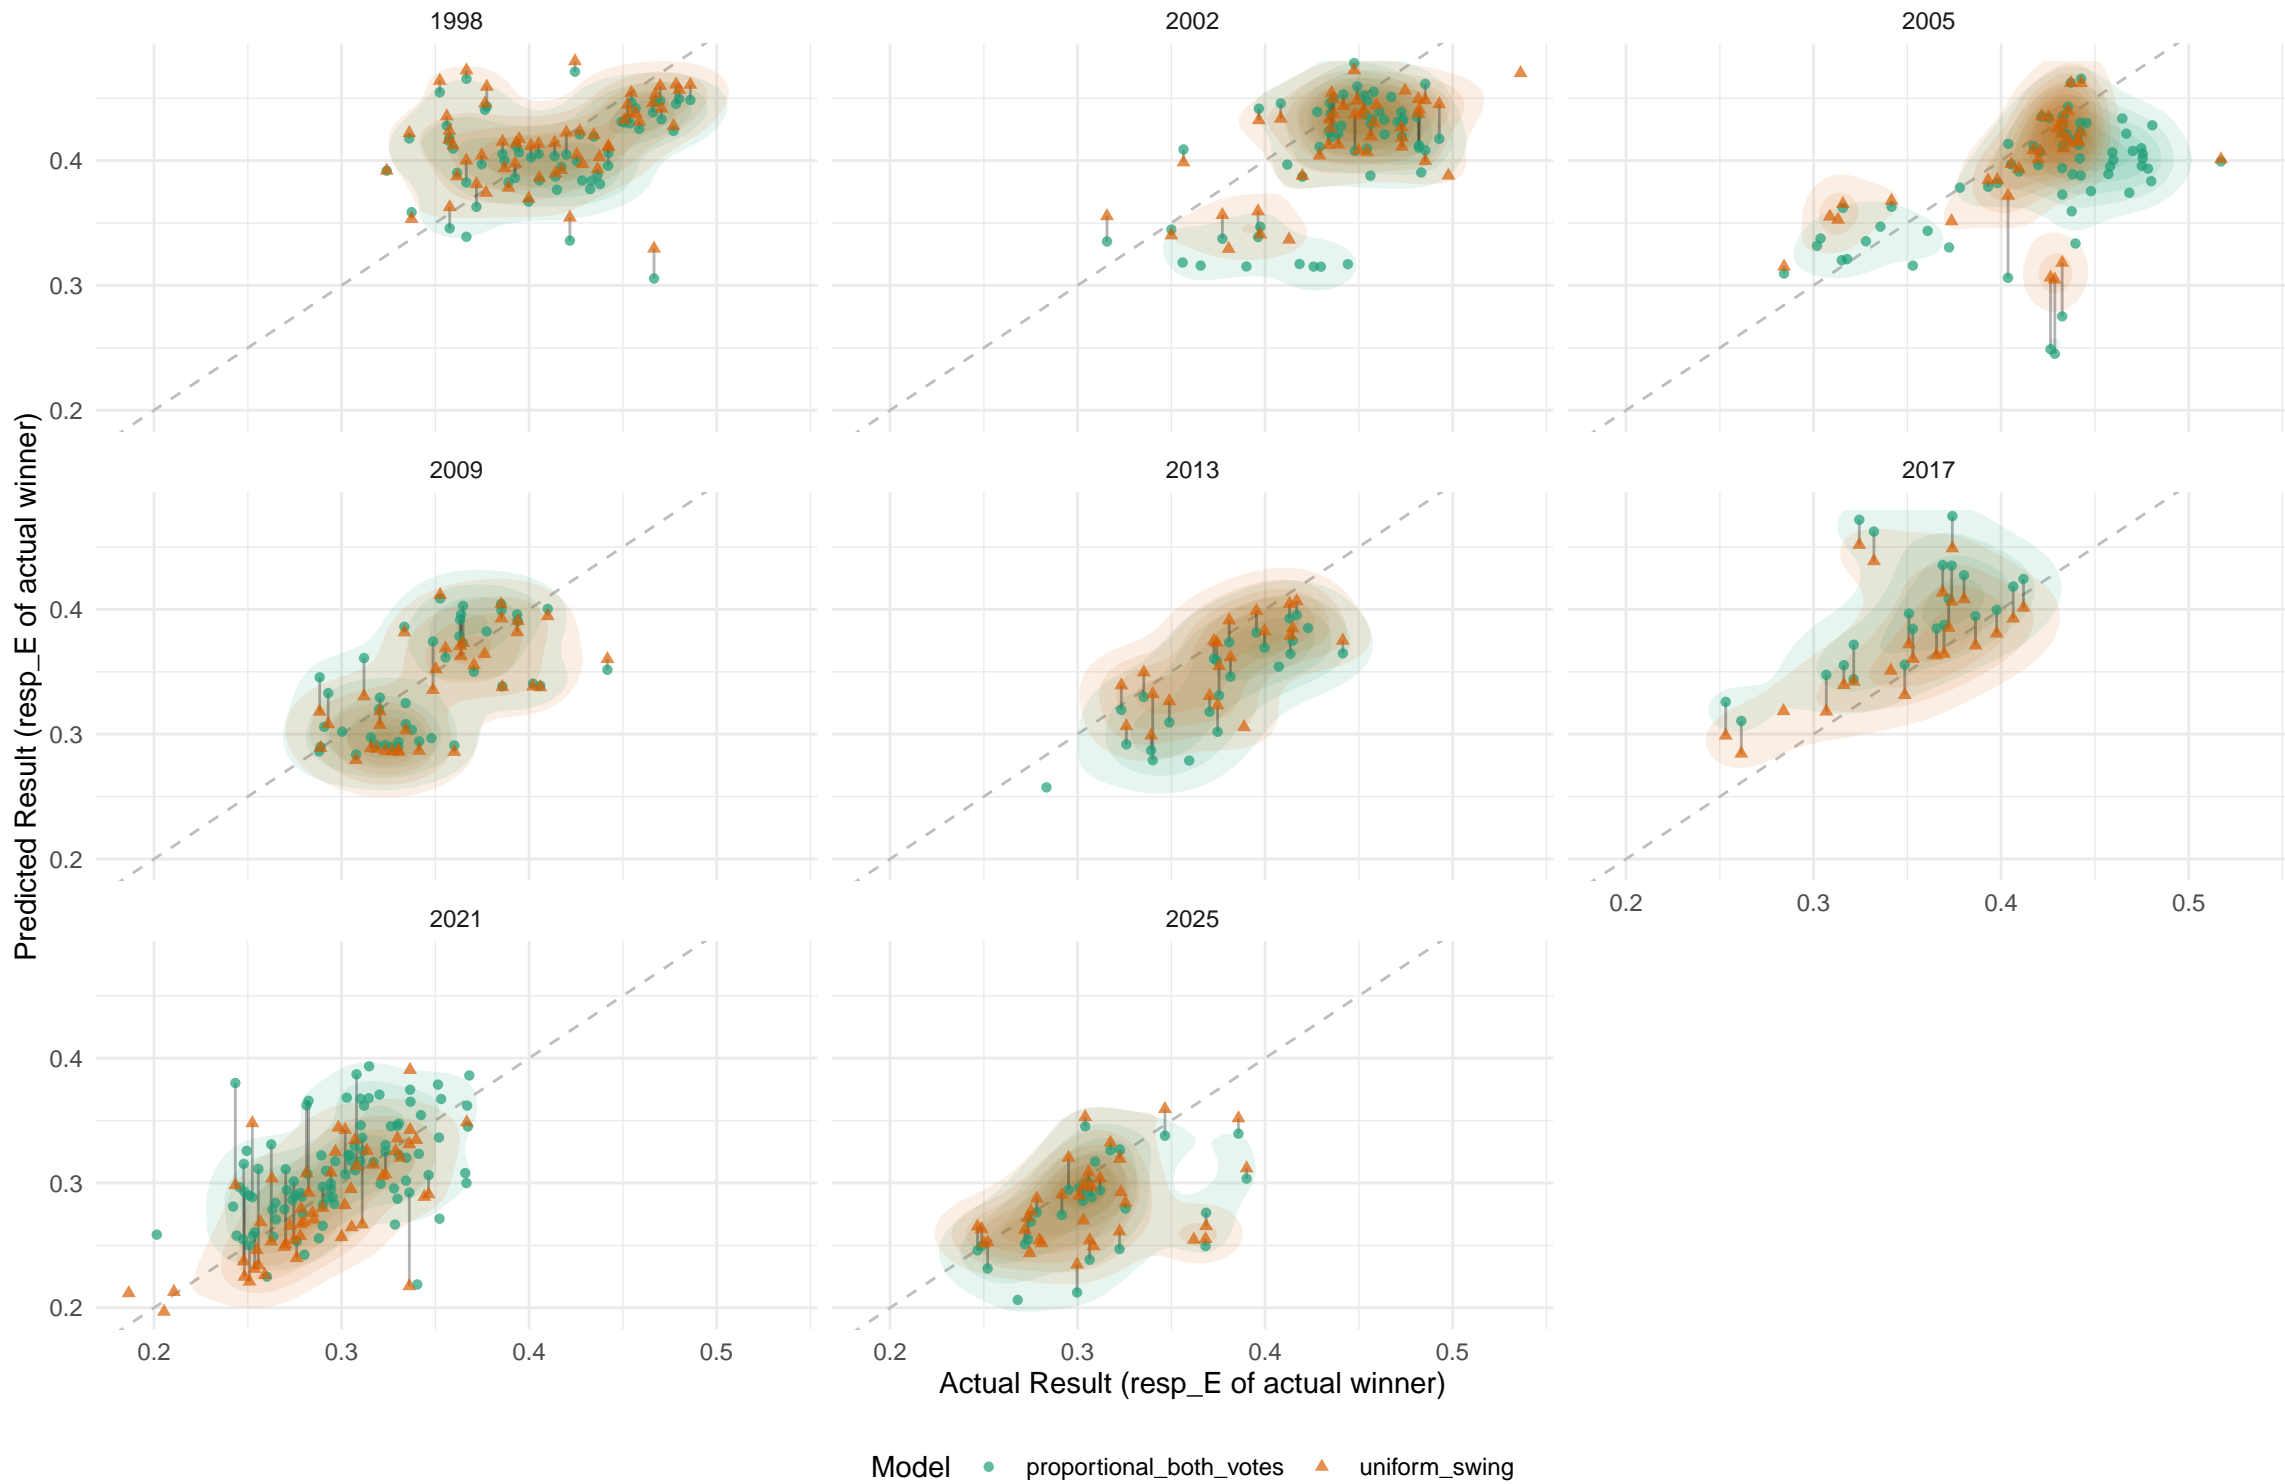 1998 2002 2005
0.4
0.3
0.2
2009 2013 2017
0.4
0.3
0.2
0.2 0.3 0.4 0.5
2021 2025
0.4
0.3
0.2
0.2 0.3 0.4 0.5 0.2 0.3 0.4 0.5
Predicted Result (resp_E of actual winner)
Actual Result (resp_E of actual winner)
Model proportional_both_votes uniform_swing